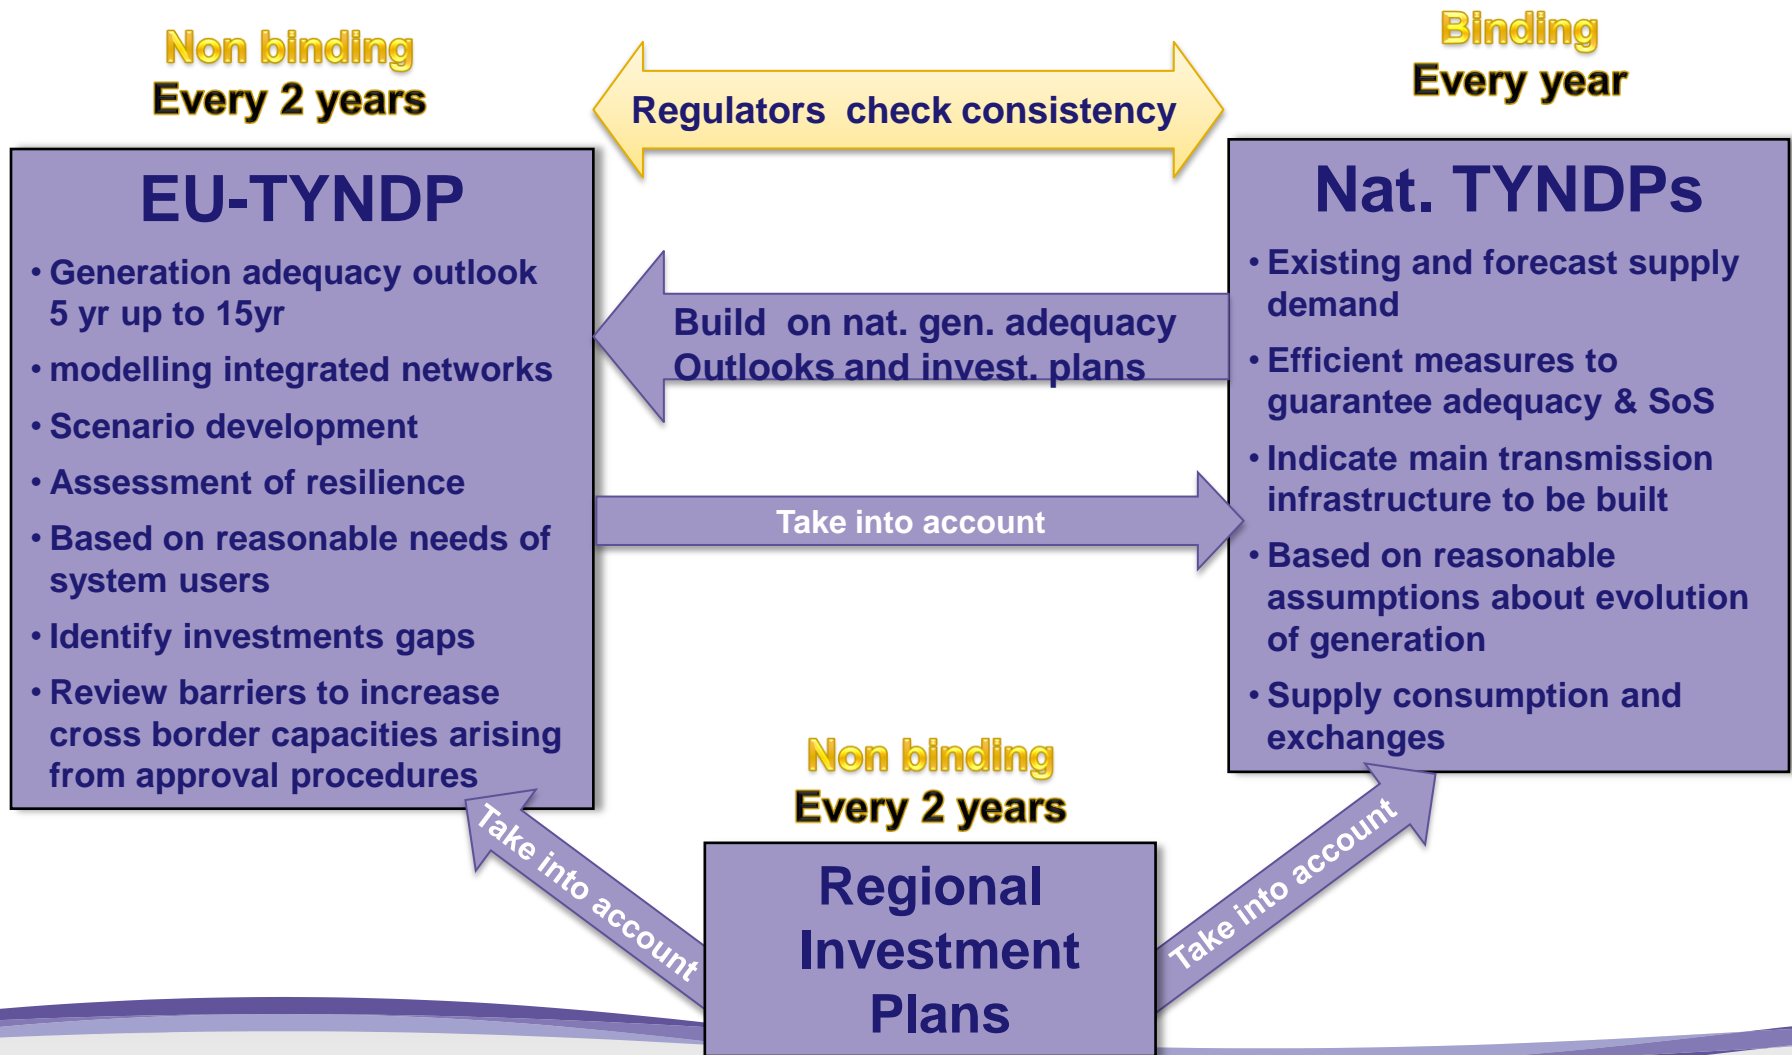 Non binding
Every 2 years
Regulators check consistency
Binding
Every year
EU-TYNDP
• Generation adequacy outlook
5 yr up to 15yr
• modelling integrated networks
• Scenario development
• Assessment of resilience
• Based on reasonable needs of
system users
• Identify investments gaps
• Review barriers to increase
cross border capacities arising
from approval procedures
Build on nat. gen. adequacy
Outlooks and invest. plans
Take into account
Nat. TYNDPs
• Existing and forecast supply
demand
• Efficient measures to
guarantee adequacy & SoS
• Indicate main transmission
infrastructure to be built
• Based on reasonable
assumptions about evolution
of generation
• Supply consumption and
exchanges
Non binding
Every 2 years
Take into account
Regional
Investment
Plans
Take into account